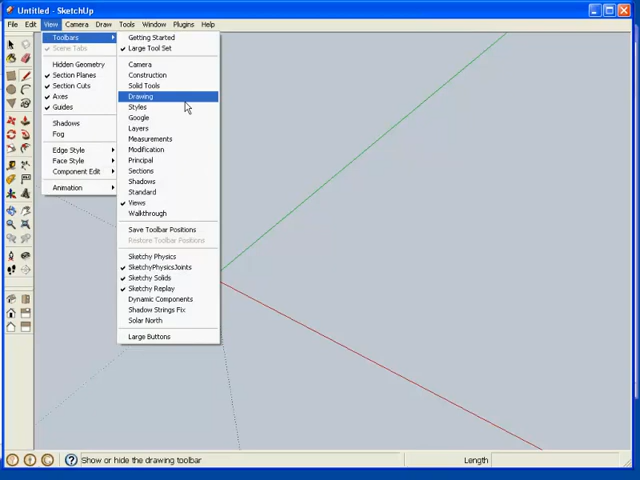 Untitled - SketchUp
File Edit View Camera Draw Tools Window Plugins Help
Toolbars
Scene Tabs
Hidden Geometry
Section Planes
Section Cuts
Axes
Guides
Shadows
Fog
Edge Style
Face Style
Component Edit
Animation
Getting Started
Large Tool Set
Camera
Construction
Solid Tools
Drawing
Styles
Google
Layers
Measurements
Modification
Principal
Sections
Shadows
Standard
Views
Walkthrough
Save Toolbar Positions
Restore Toolbar Positions
Sketchy Physics
SketchyPhysicsJoints
Sketchy Solids
Sketchy Replay
Dynamic Components
Shadow Strings Fix
Solar North
Large Buttons
Show or hide the drawing toolbar
Length